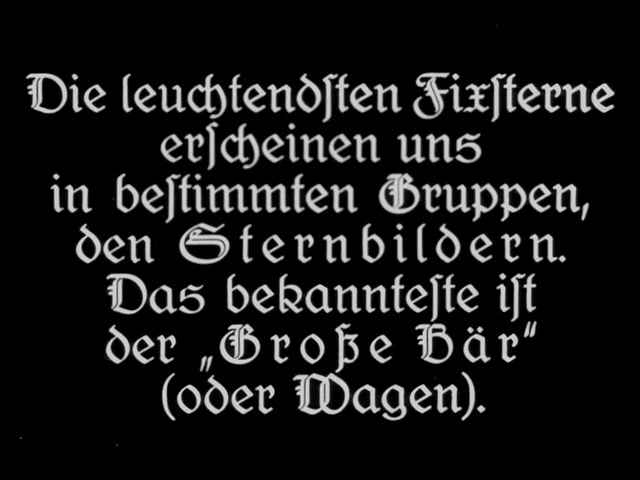 Die leuchtendſten Fixſterne
erſcheinen uns
in beſtimmten Gruppen,
den Sternbildern.
Das bekannteſte iſt
der „Große Bär“
(oder Wagen).